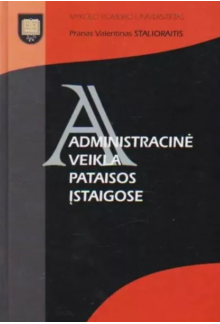 MYKOLO ROMERIO UNIVERSITETAS
Pranas Valentinas STALIORAITIS
A
ADMINISTRACINĖ
VEIKLA
PATAISOS
ĮSTAIGOSE